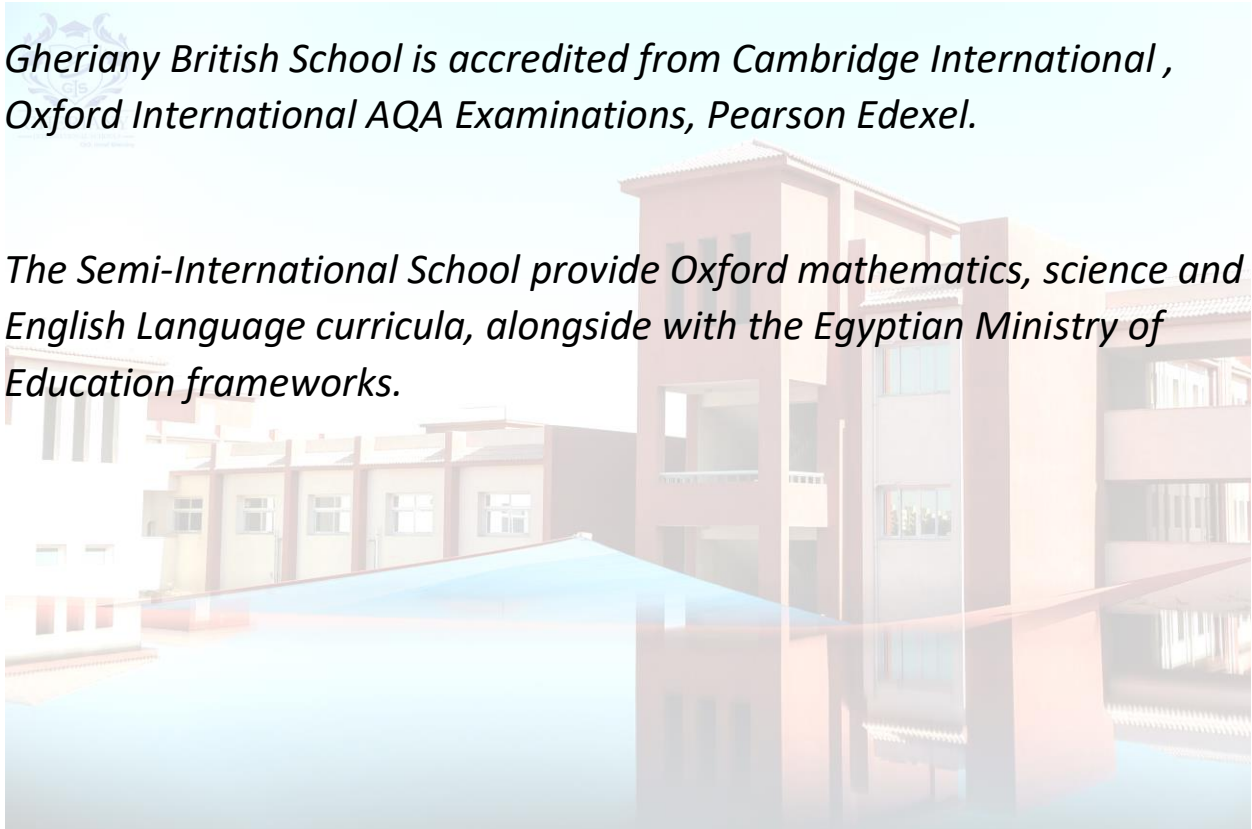 Gheriany British School is accredited from Cambridge International ,
Oxford International AQA Examinations, Pearson Edexel.
The Semi-International School provide Oxford mathematics, science and
English Language curricula, alongside with the Egyptian Ministry of
Education frameworks.
GIS